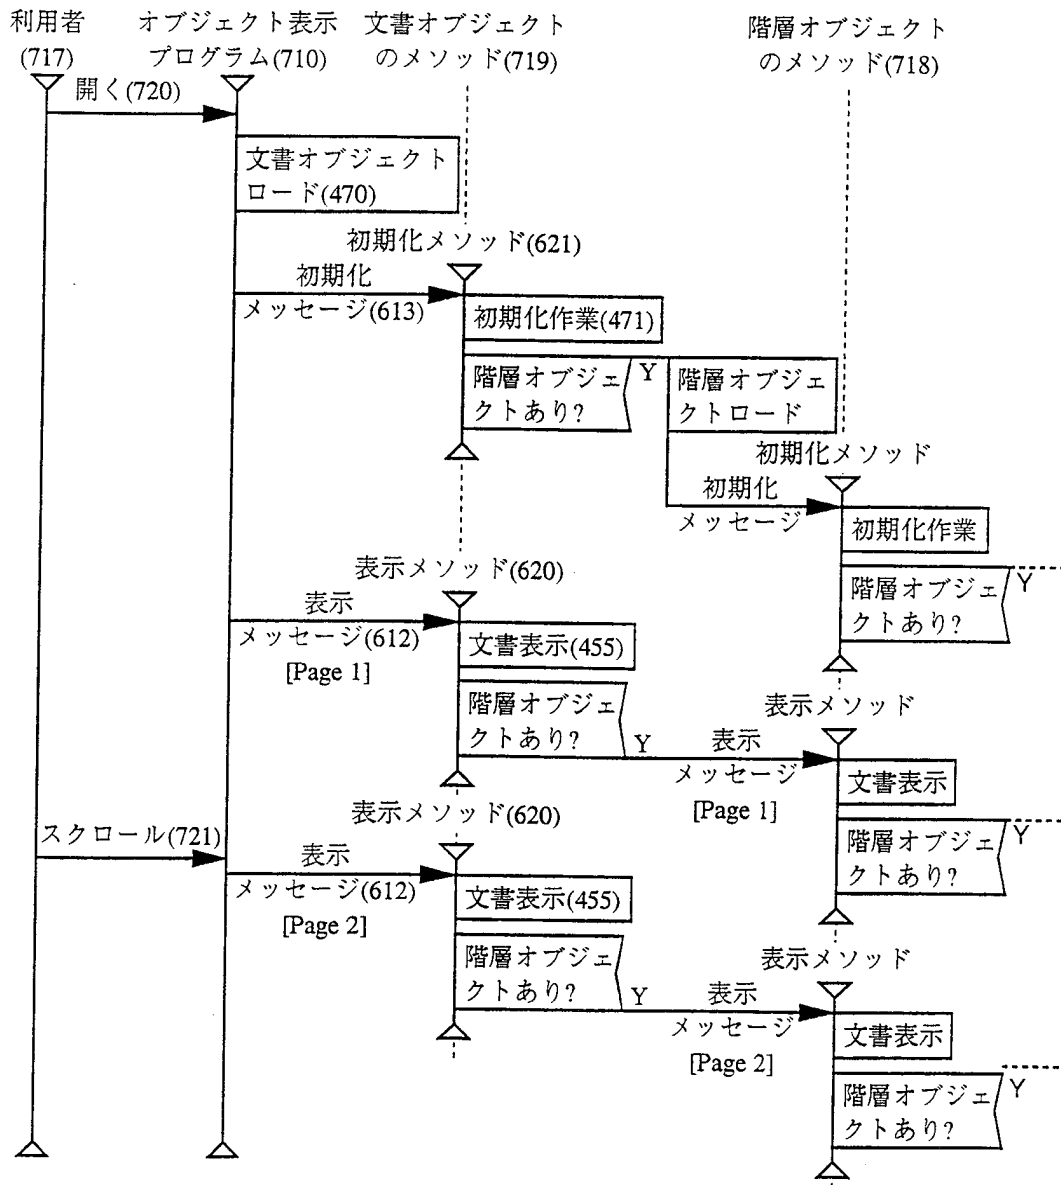 利用者
(717)
オブジェクト表示
プログラム(710)
文書オブジェクト
のメソッド(719)
階層オブジェクト
のメソッド(718)
開く(720)
文書オブジェクト
ロード(470)
初期化メソッド(621)
初期化
メッセージ(613)
初期化作業(471)
階層オブジェ
クトあり?
Y
階層オブジェ
クトロード
初期化メソッド
初期化
メッセージ
初期化作業
階層オブジェ
クトあり?
Y
表示メソッド(620)
表示
メッセージ(612)
[Page 1]
文書表示(455)
階層オブジェ
クトあり?
Y
表示メソッド
表示
メッセージ
[Page 1]
文書表示
階層オブジェ
クトあり?
Y
表示メソッド(620)
スクロール(721)
表示
メッセージ(612)
[Page 2]
文書表示(455)
階層オブジェ
クトあり?
Y
表示メソッド
表示
メッセージ
[Page 2]
文書表示
階層オブジェ
クトあり?
Y